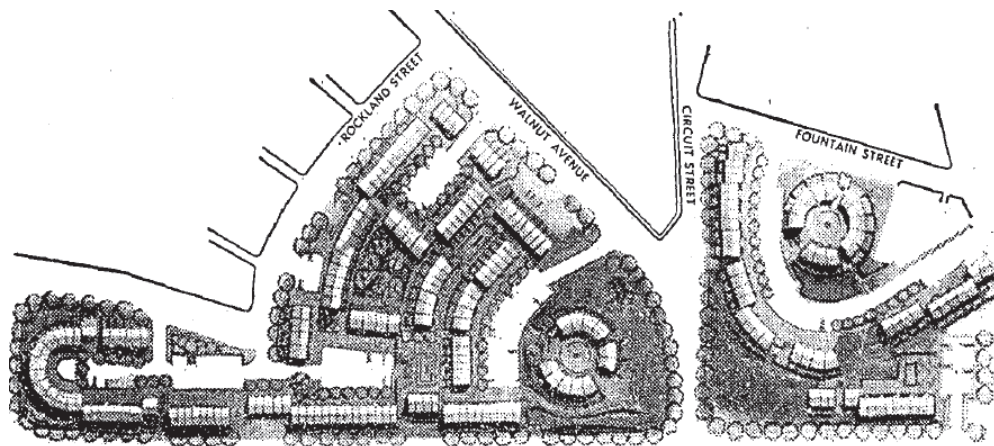 ROCKLAND STREET
WALNUT AVENUE
CIRCUIT STREET
FOUNTAIN STREET